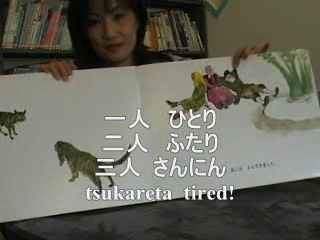 一人 ひとり
二人 ふたり
三人 さんにん
tsukareta tired!